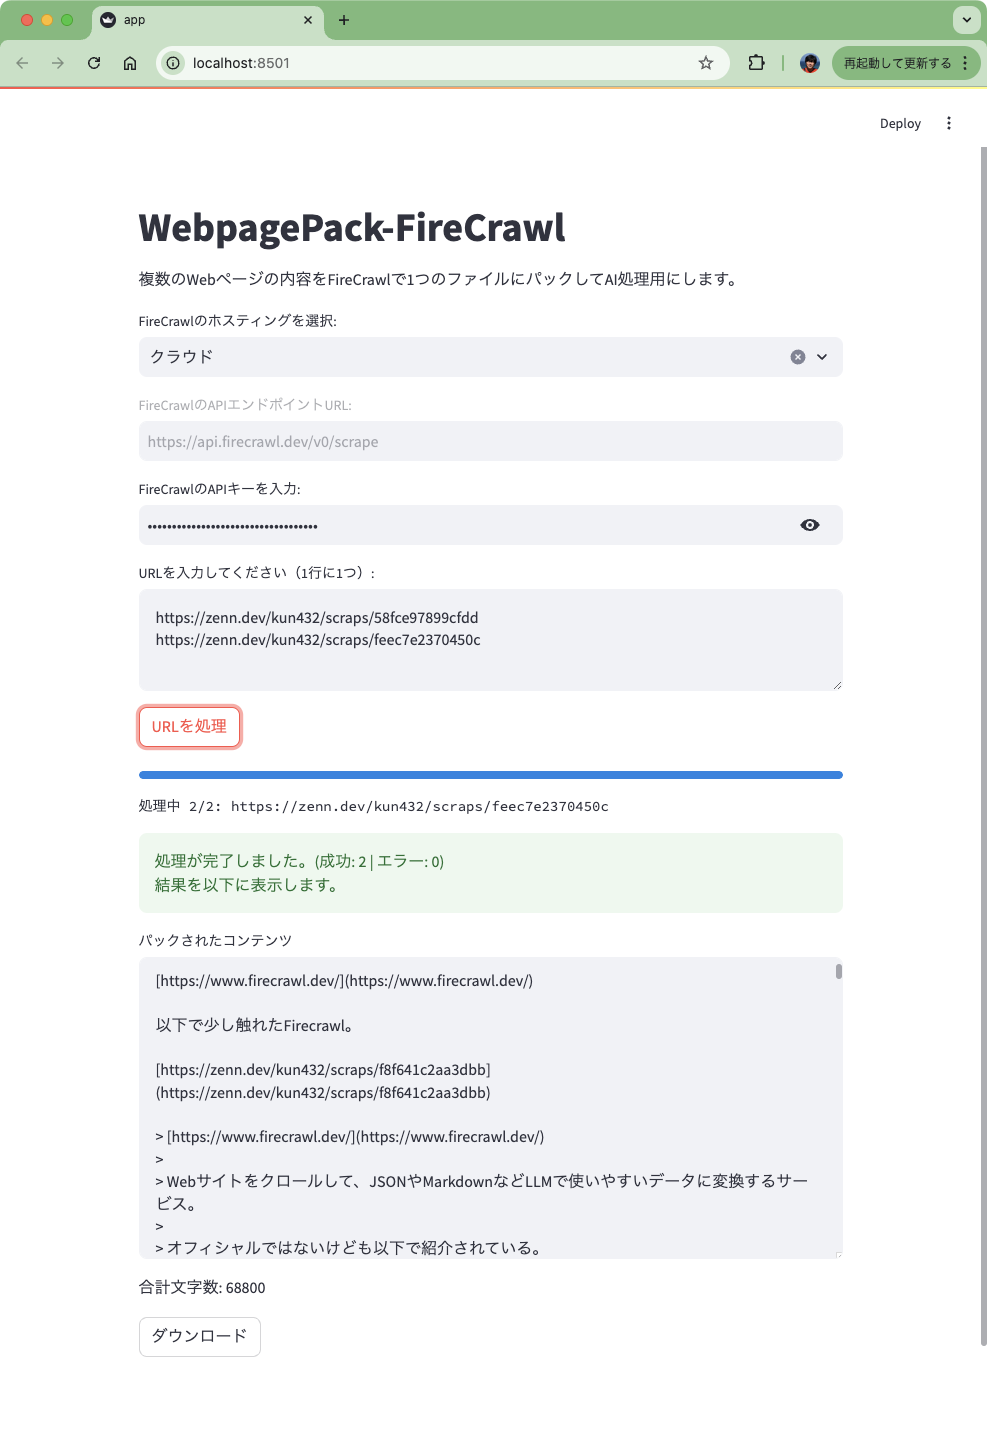 app
localhost:8501
再起動して更新する
Deploy
WebpagePack-FireCrawl
複数のWebページの内容をFireCrawlで1つのファイルにパックしてAI処理用にします。
FireCrawlのホスティングを選択:
クラウド
FireCrawlのAPIエンドポイントURL:
https://api.firecrawl.dev/v0/scrape
FireCrawlのAPIキーを入力:
URLを入力してください（1行に1つ）:
https://zenn.dev/kun432/scraps/58fce97899cfdd
https://zenn.dev/kun432/scraps/feec7e2370450c
URLを処理
処理中 2/2: https://zenn.dev/kun432/scraps/feec7e2370450c
処理が完了しました。(成功: 2 | エラー: 0)
結果を以下に表示します。
パックされたコンテンツ
[https://www.firecrawl.dev/](https://www.firecrawl.dev/)
以下で少し触れたFirecrawl。
[https://zenn.dev/kun432/scraps/f8f641c2aa3dbb]
(https://zenn.dev/kun432/scraps/f8f641c2aa3dbb)
> [https://www.firecrawl.dev/](https://www.firecrawl.dev/)
>
> Webサイトをクロールして、JSONやMarkdownなどLLMで使いやすいデータに変換するサー
ビス。
>
> オフィシャルではないけども以下で紹介されている。
合計文字数: 68800
ダウンロード